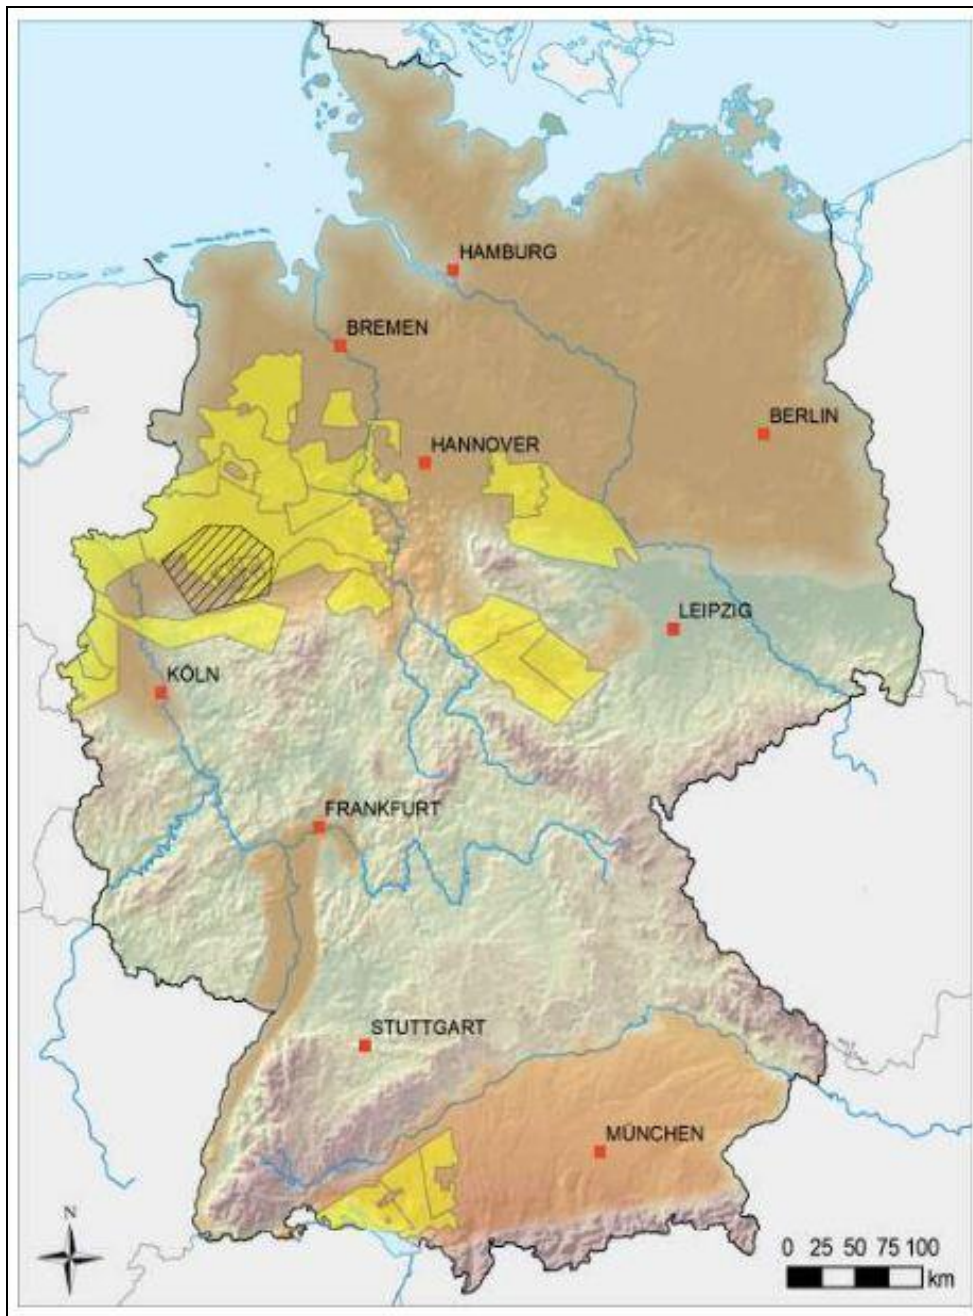 HAMBURG
BREMEN
BERLIN
HANNOVER
LEIPZIG
KÖLN
FRANKFURT
STUTTGART
MÜNCHEN
N
0 25 50 75 100
km